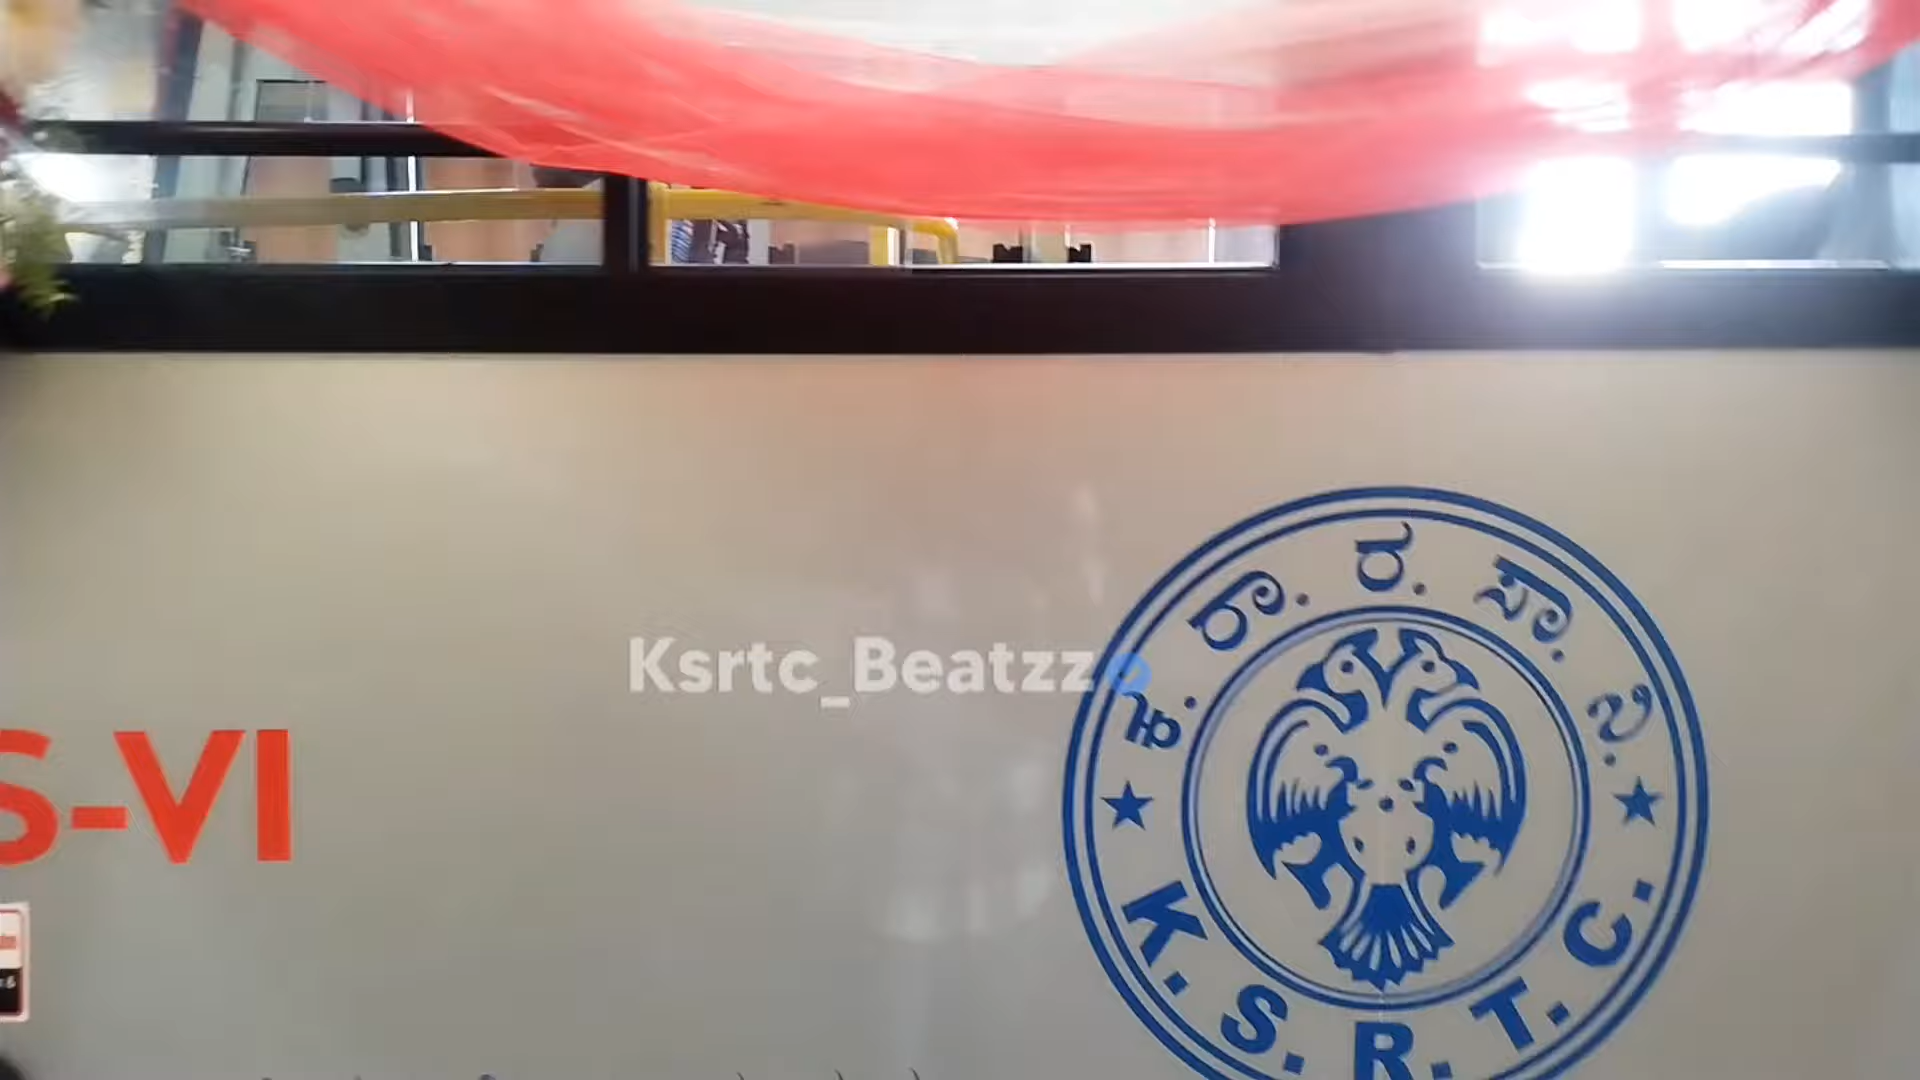 ಕ. ರಾ. ರ. ಸಾ. ನಿ.
Ksrtc_Beatzz
S-VI
K. S. R. T. C.